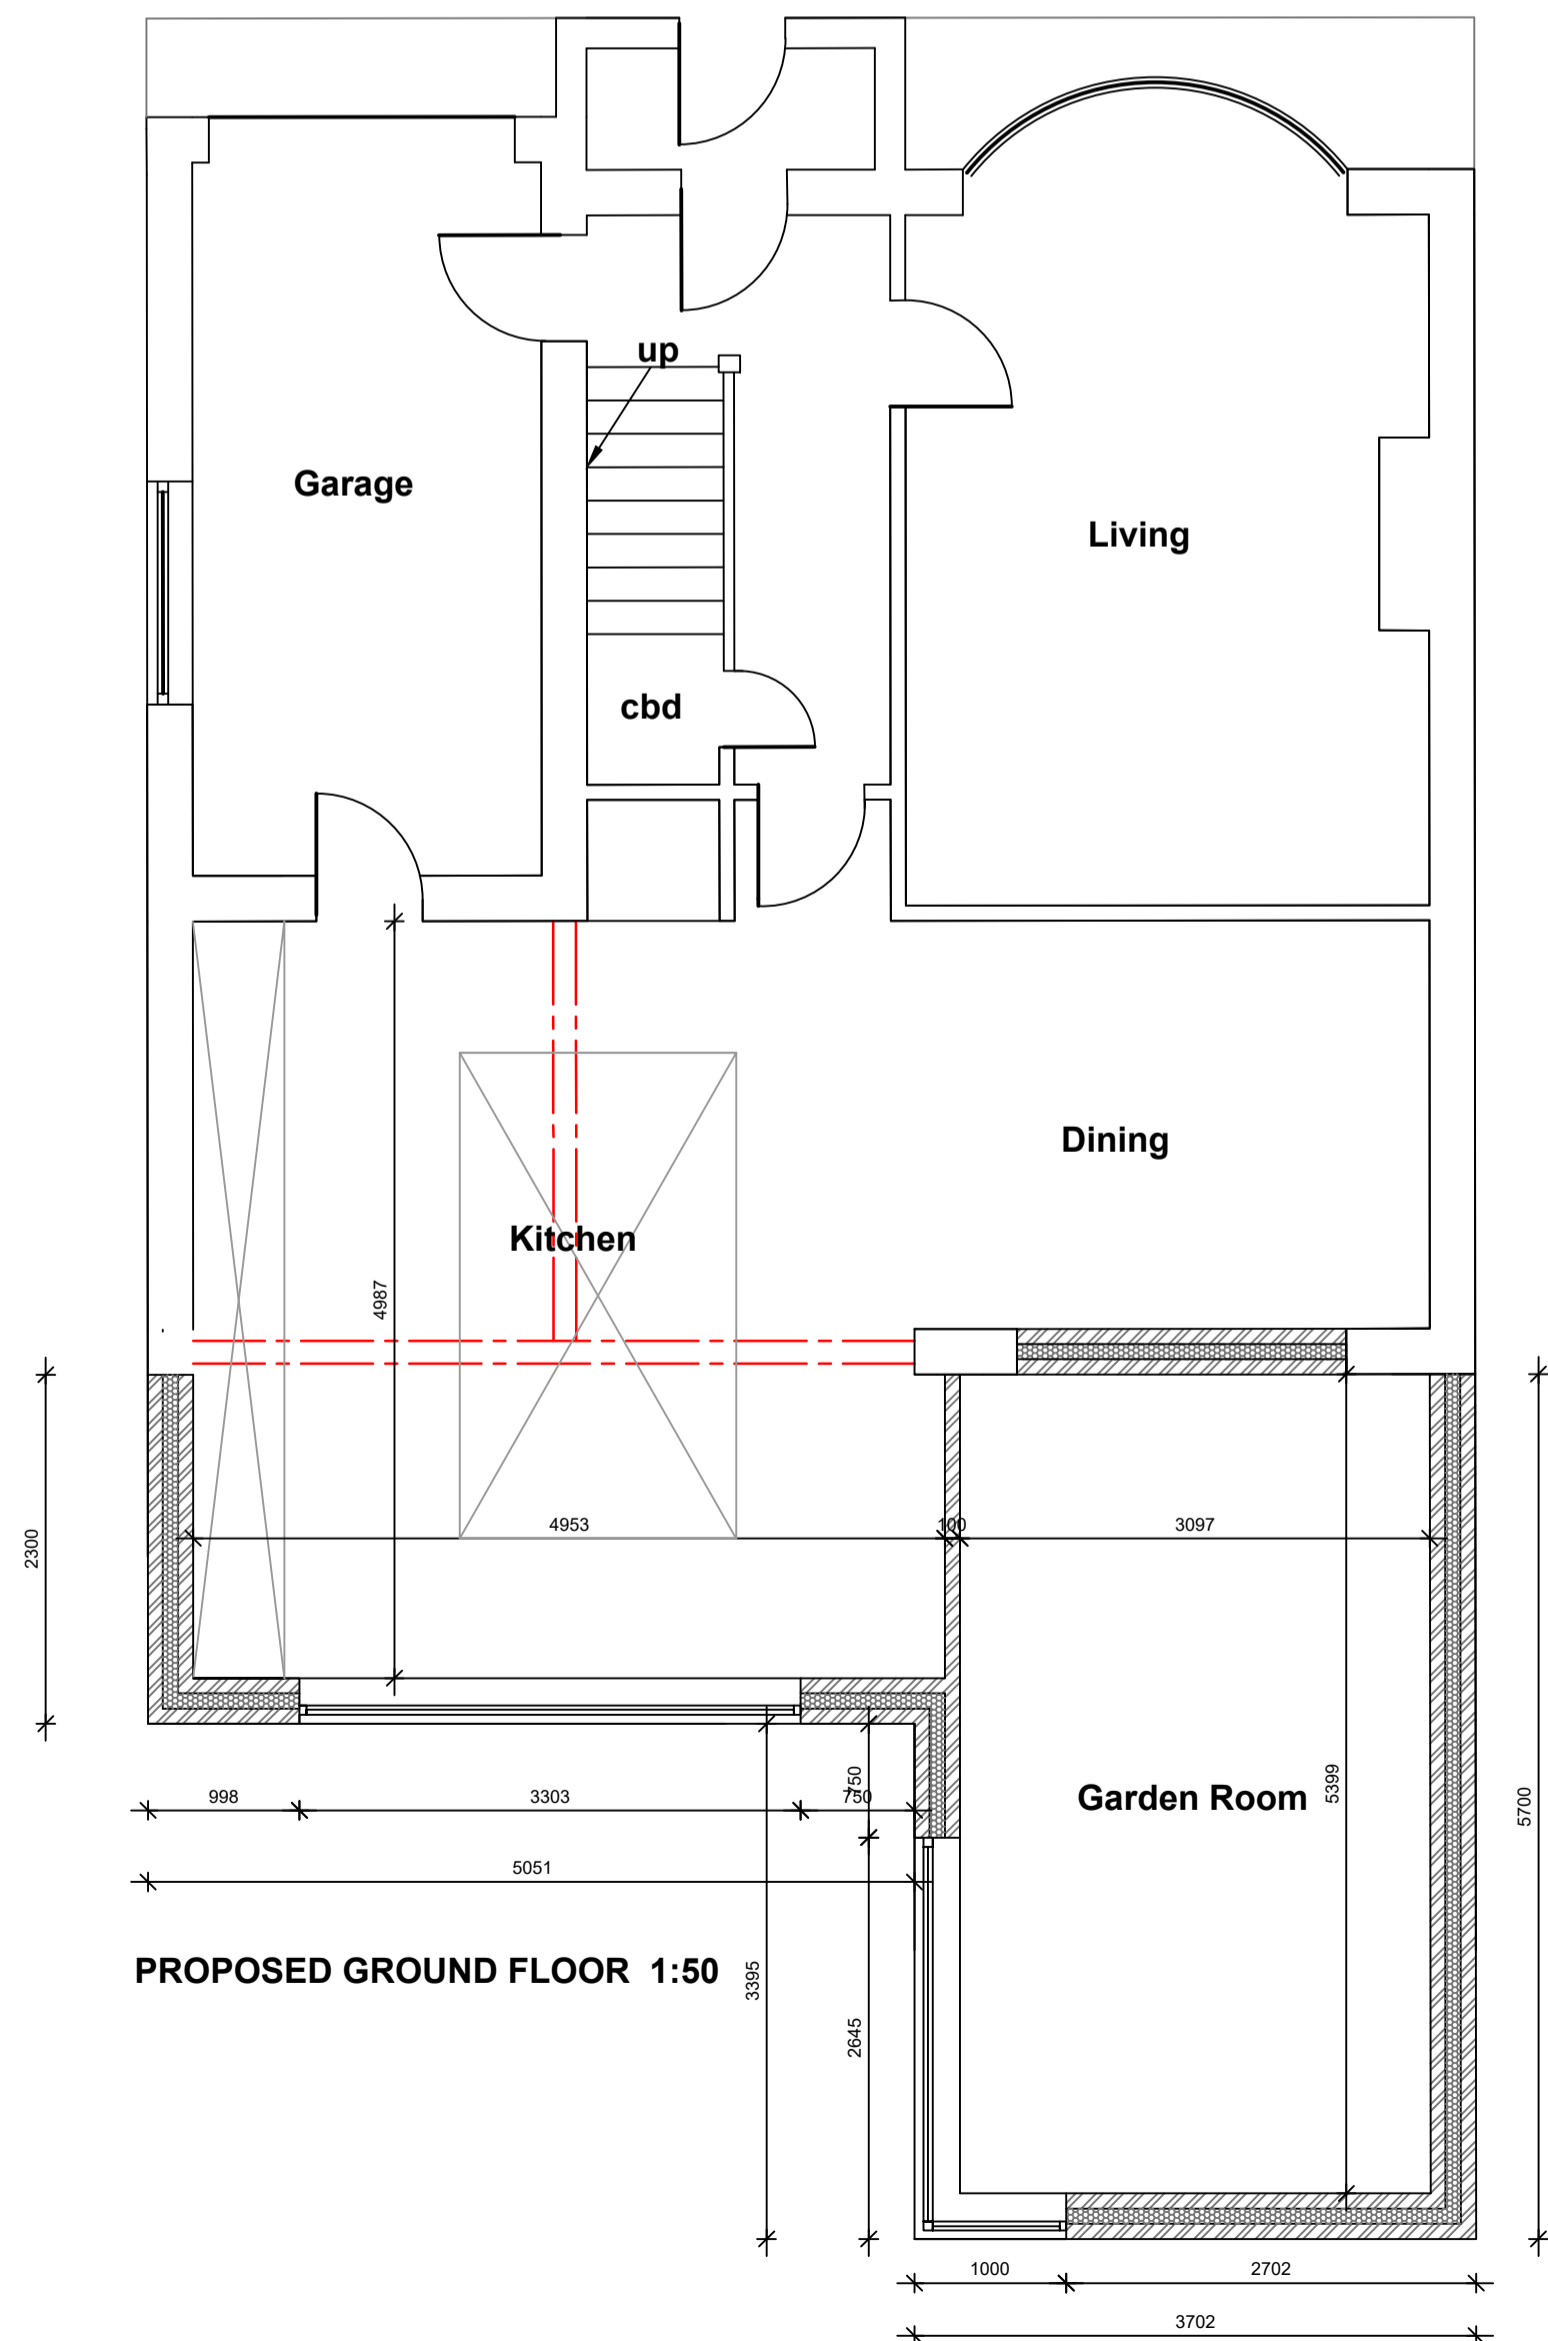 up
Garage
Living
cbd
Dining
Kitchen
4987
4953
100
3097
2300
998
3303
750
750
Garden Room
5399
5700
5051
PROPOSED GROUND FLOOR 1:50
3395
2645
1000
2702
3702